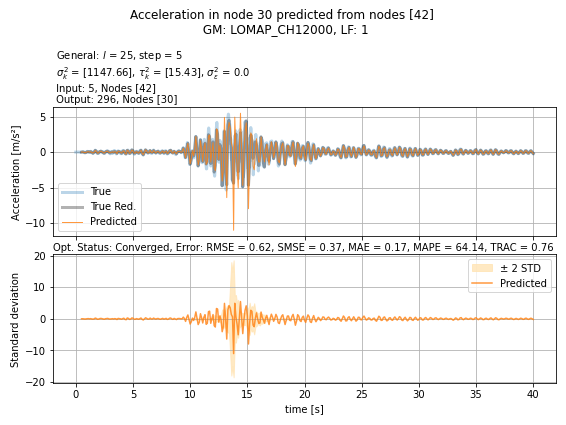 Acceleration in node 30 predicted from nodes [42]
GM: LOMAP_CH12000, LF: 1
General: l = 25, step = 5
σ²ₖ = [1147.66], τ²ₖ = [15.43], σ²ε = 0.0
Input: 5, Nodes [42]
Output: 296, Nodes [30]
Acceleration [m/s²]
5
0
−5
−10
True
True Red.
Predicted
Opt. Status: Converged, Error: RMSE = 0.62, SMSE = 0.37, MAE = 0.17, MAPE = 64.14, TRAC = 0.76
Standard deviation
20
10
0
−10
−20
± 2 STD
Predicted
0 5 10 15 20 25 30 35 40
time [s]